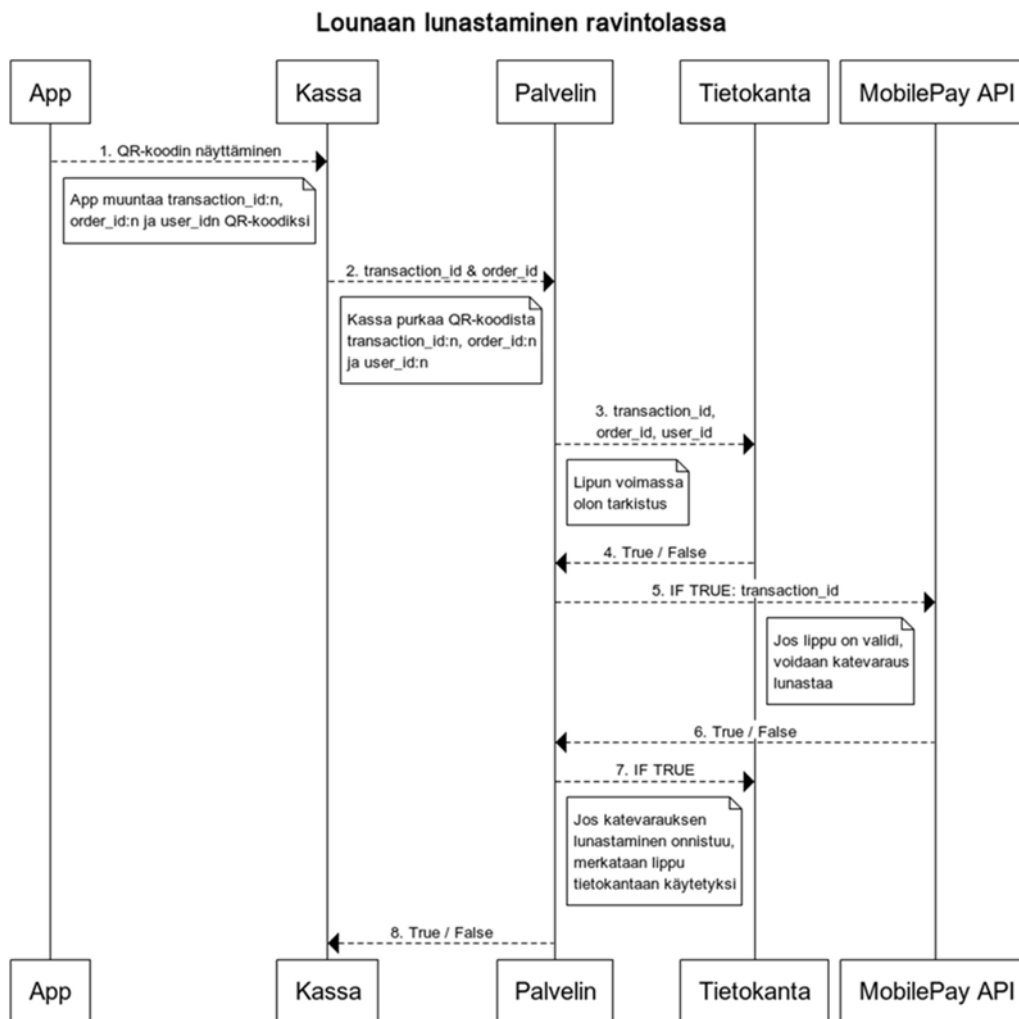 Lounaan lunastaminen ravintolassa
App
Kassa
Palvelin
Tietokanta
MobilePay API
1. QR-koodin näyttäminen
App muuntaa transaction_id:n,
order_id:n ja user_idn QR-koodiksi
2. transaction_id & order_id
Kassa purkaa QR-koodista
transaction_id:n, order_id:n
ja user_id:n
3. transaction_id,
order_id, user_id
Lipun voimassa
olon tarkistus
4. True / False
5. IF TRUE: transaction_id
Jos lippu on validi,
voidaan katevaraus
lunastaa
6. True / False
7. IF TRUE
Jos katevarauksen
lunastaminen onnistuu,
merkataan lippu
tietokantaan käytetyksi
8. True / False
App
Kassa
Palvelin
Tietokanta
MobilePay API